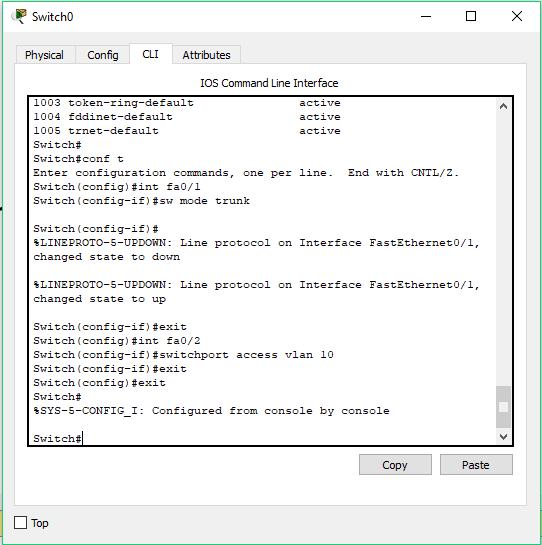 Switch0
Physical Config CLI Attributes
IOS Command Line Interface
1003 token-ring-default active
1004 fddinet-default active
1005 trnet-default active
Switch#
Switch#conf t
Enter configuration commands, one per line. End with CNTL/Z.
Switch(config)#int fa0/1
Switch(config-if)#sw mode trunk
Switch(config-if)#
%LINEPROTO-5-UPDOWN: Line protocol on Interface FastEthernet0/1,
changed state to down
%LINEPROTO-5-UPDOWN: Line protocol on Interface FastEthernet0/1,
changed state to up
Switch(config-if)#exit
Switch(config)#int fa0/2
Switch(config-if)#switchport access vlan 10
Switch(config-if)#exit
Switch(config)#exit
Switch#
%SYS-5-CONFIG_I: Configured from console by console
Switch#
Copy Paste
Top